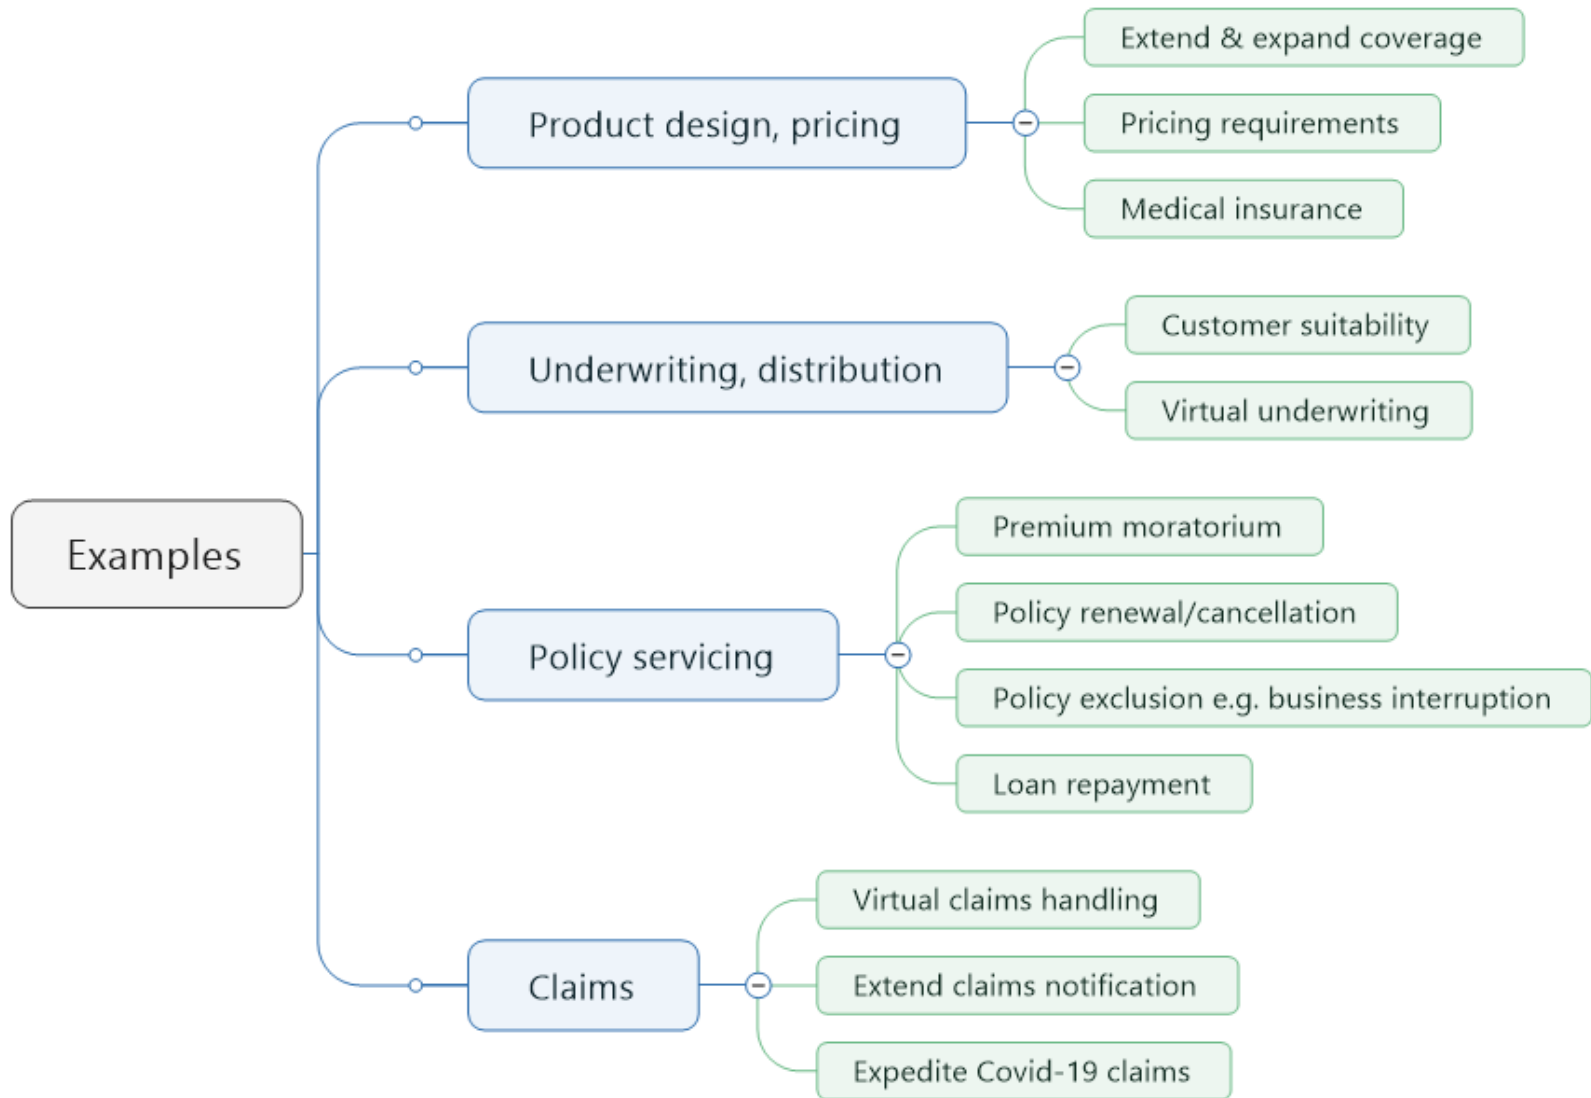 Examples
Product design, pricing
Extend & expand coverage
Pricing requirements
Medical insurance
Underwriting, distribution
Customer suitability
Virtual underwriting
Policy servicing
Premium moratorium
Policy renewal/cancellation
Policy exclusion e.g. business interruption
Loan repayment
Claims
Virtual claims handling
Extend claims notification
Expedite Covid-19 claims